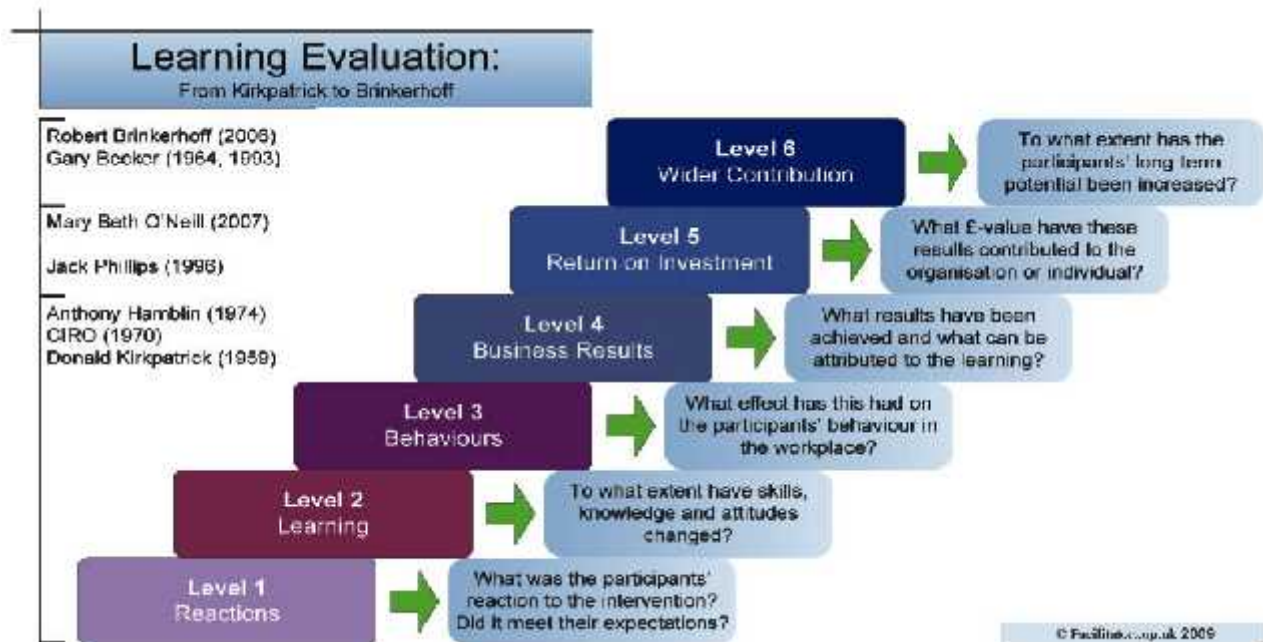 Learning Evaluation:
From Kirkpatrick to Brinkerhoff
Robert Brinkerhoff (2006)
Gary Becker (1964, 1993)
Mary Beth O'Neill (2007)
Jack Phillips (1996)
Anthony Hamblin (1974)
CIRO (1970)
Donald Kirkpatrick (1959)
Level 6
Wider Contribution
To what extent has the
participants' long term
potential been increased?
Level 5
Return on Investment
What £-value have these
results contributed to the
organisation or individual?
Level 4
Business Results
What results have been
achieved and what can be
attributed to the learning?
Level 3
Behaviours
What effect has this had on
the participants' behaviour in
the workplace?
Level 2
Learning
To what extent have skills,
knowledge and attitudes
changed?
Level 1
Reactions
What was the participants'
reaction to the intervention?
Did it meet their expectations?
© 2009